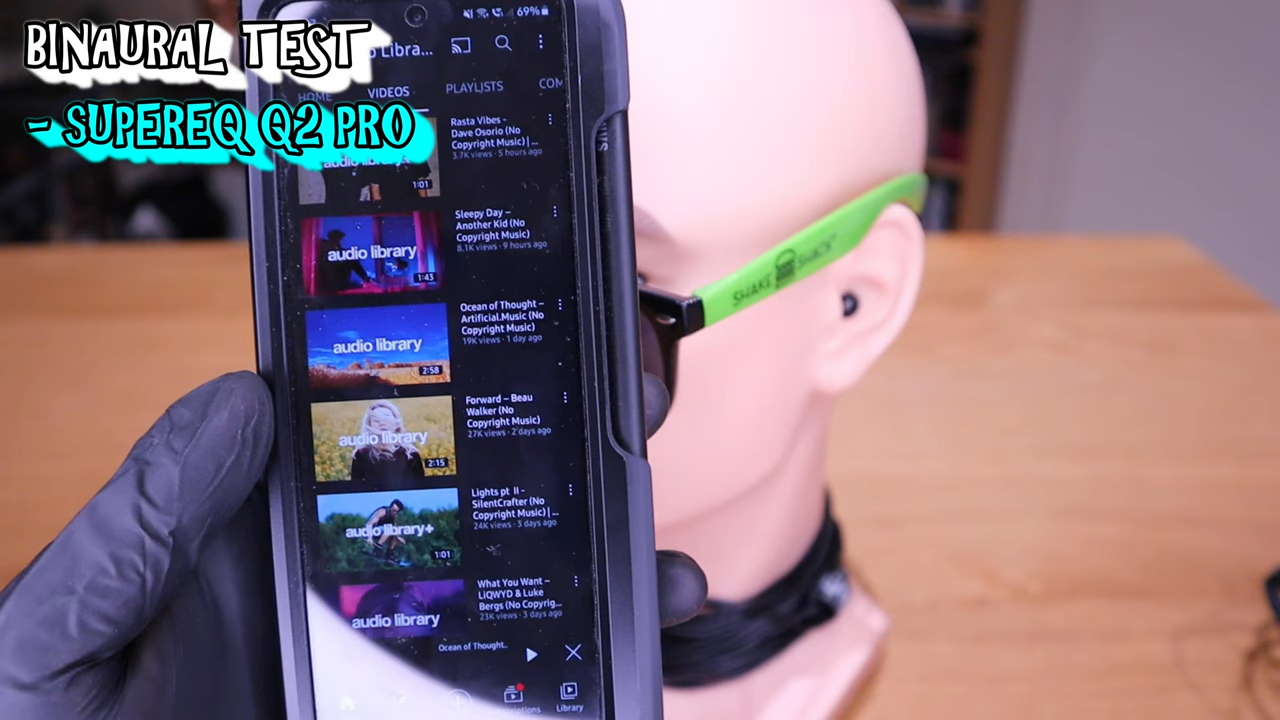 BINAURAL TEST
- SUPEREQ Q2 PRO
69%
Libra...
HOME
VIDEOS
PLAYLISTS
COM
Rasta Vibes -
Dave Osorio (No
Copyright Music) | ...
3.7K views · 5 hours ago
audio library+
1:01
Sleepy Day –
Another Kid (No
Copyright Music)
8.1K views · 9 hours ago
audio library
1:43
Ocean of Thought –
Artificial.Music (No
Copyright Music)
19K views · 1 day ago
audio library
2:58
Forward – Beau
Walker (No
Copyright Music)
27K views · 2 days ago
audio library
2:15
Lights pt II -
SilentCrafter (No
Copyright Music) | ...
24K views · 3 days ago
audio library+
1:01
What You Want –
LiQWYD & Luke
Bergs (No Copyrig...
23K views · 3 days ago
audio library
Ocean of Thought..
Library
SHAKE SHACK